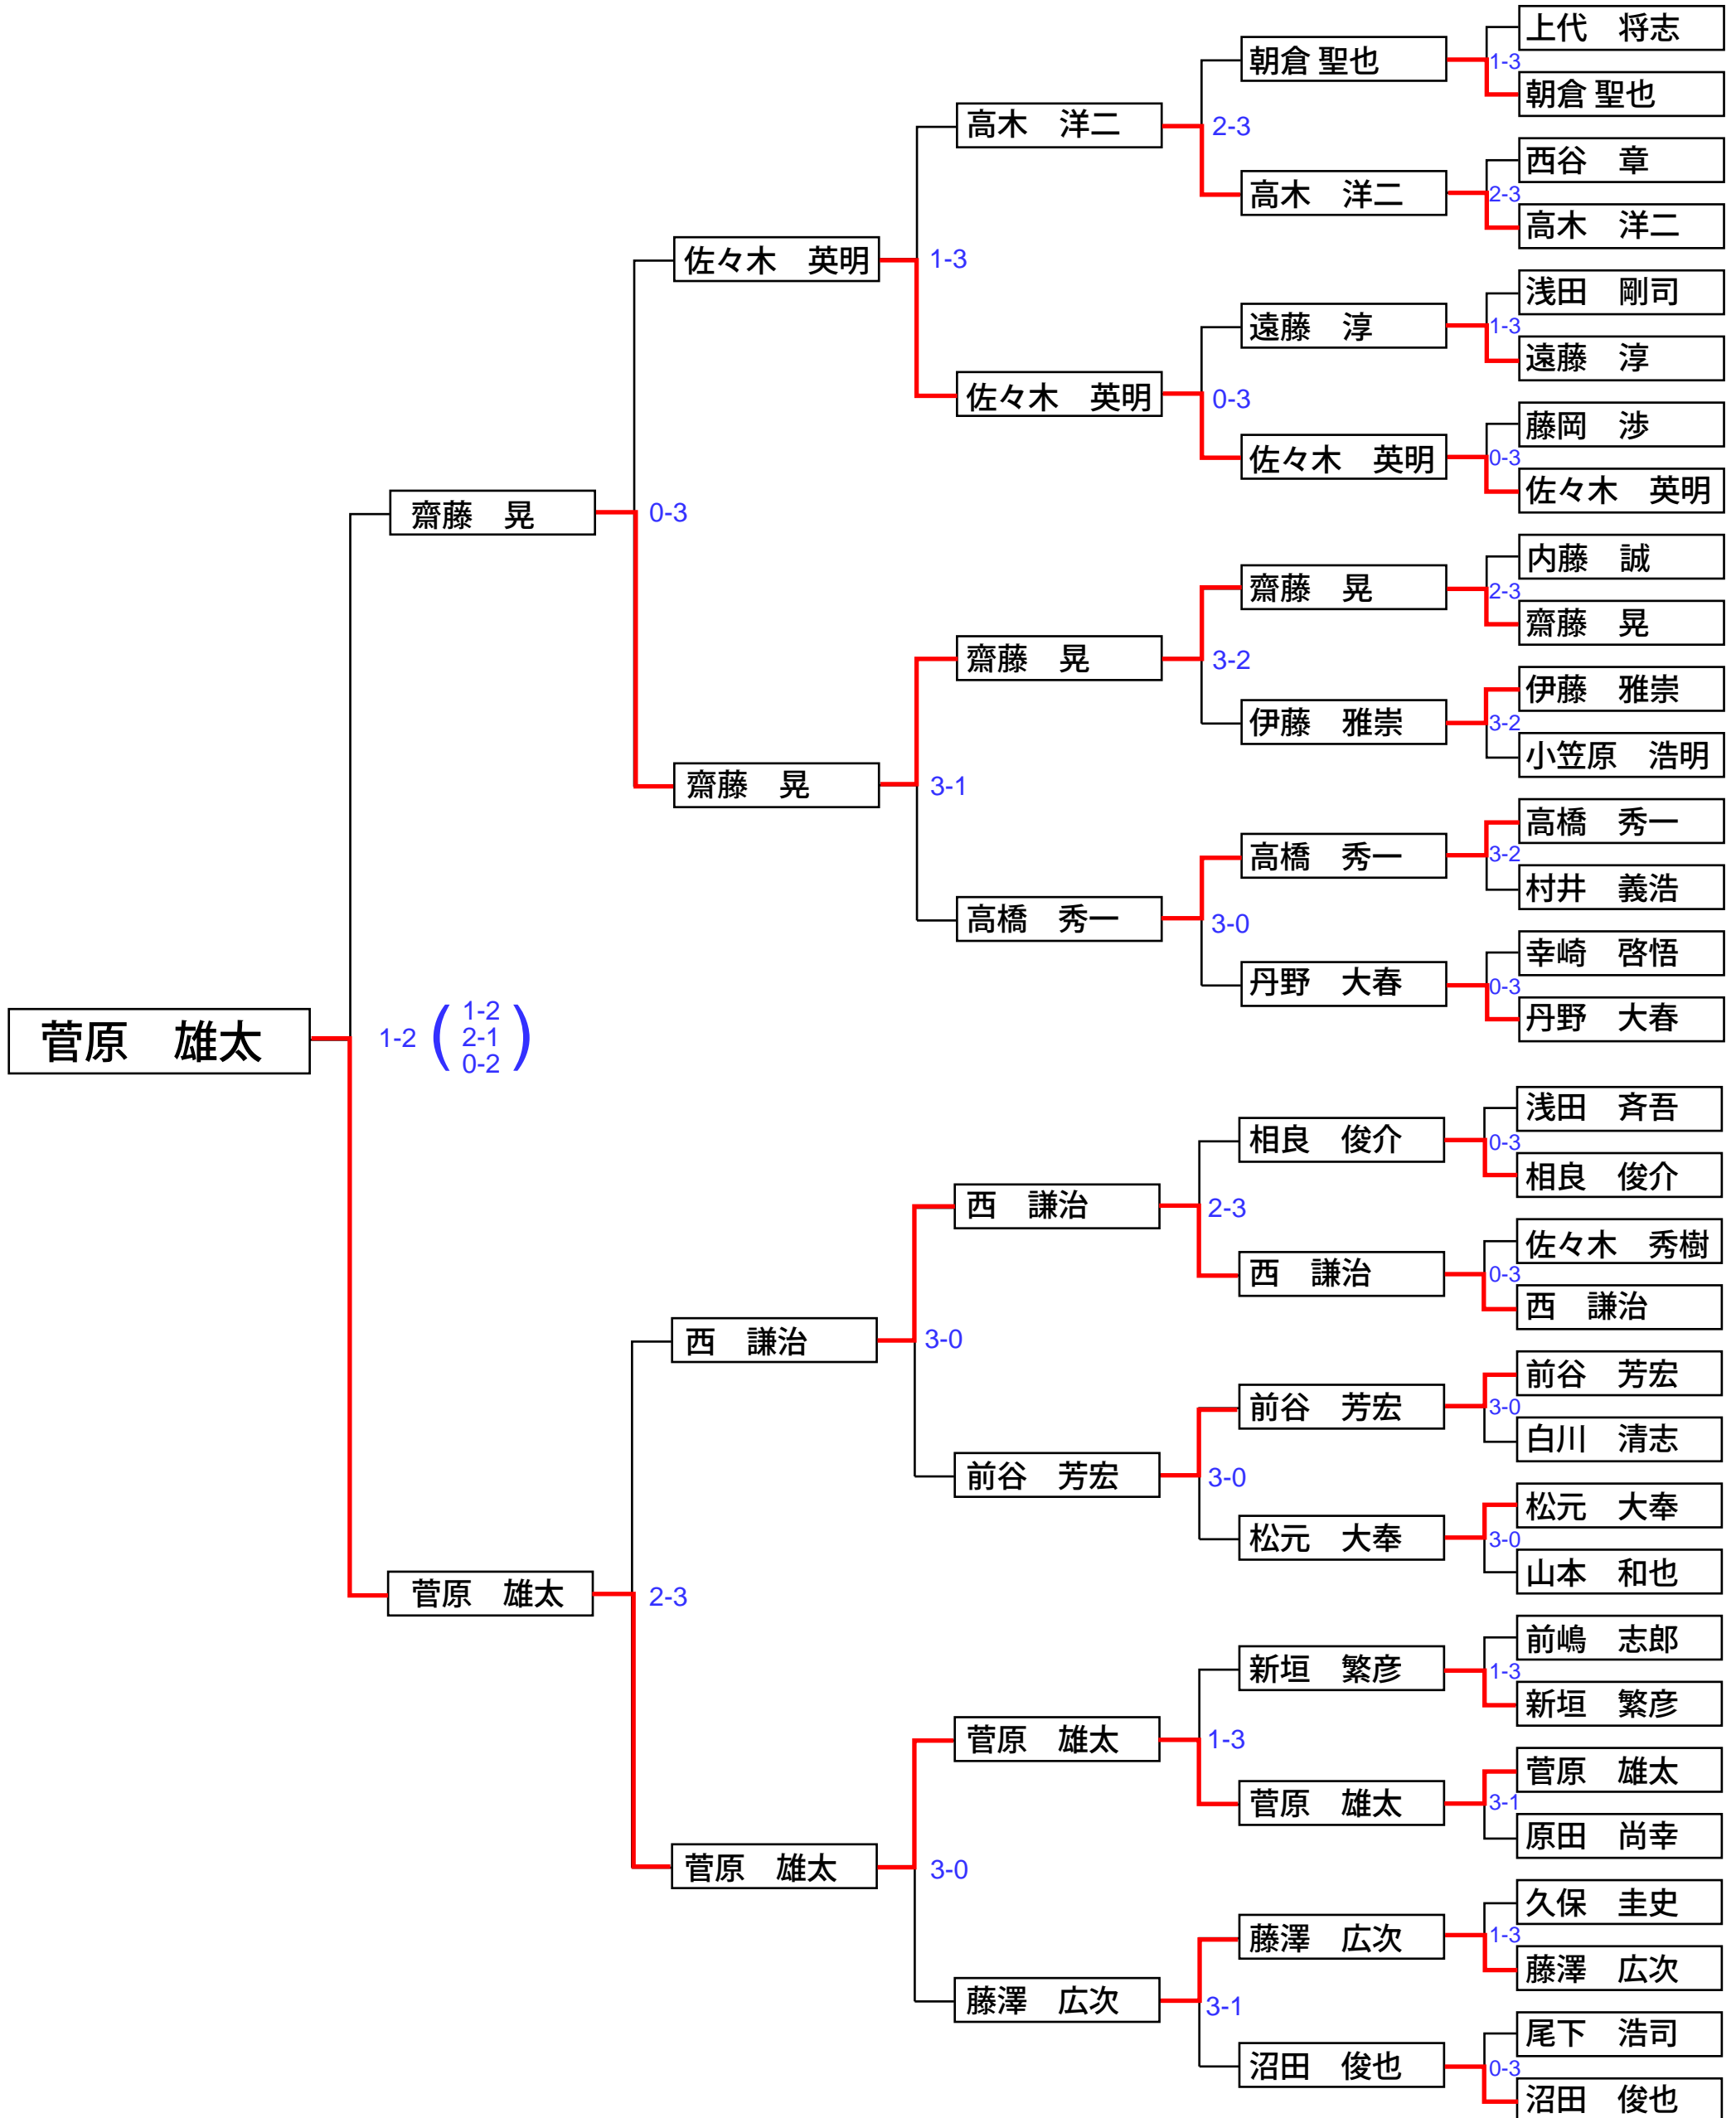 上代　将志
朝倉 聖也
1-3
朝倉 聖也
高木　洋二
2-3
西谷　章
高木　洋二
2-3
高木　洋二
佐々木　英明
1-3
浅田　剛司
遠藤　淳
1-3
遠藤　淳
佐々木　英明
0-3
藤岡　渉
佐々木　英明
0-3
佐々木　英明
齋藤　晃
0-3
内藤　誠
齋藤　晃
2-3
齋藤　晃
齋藤　晃
3-2
伊藤　雅崇
伊藤　雅崇
3-2
小笠原　浩明
齋藤　晃
3-1
高橋　秀一
高橋　秀一
3-2
村井　義浩
高橋　秀一
3-0
幸崎　啓悟
丹野　大春
0-3
丹野　大春
菅原　雄太
1-2
(
1-2
2-1
0-2
)
浅田　斉吾
相良　俊介
0-3
相良　俊介
西　謙治
2-3
佐々木　秀樹
西　謙治
0-3
西　謙治
西　謙治
3-0
前谷　芳宏
前谷　芳宏
3-0
白川　清志
前谷　芳宏
3-0
松元　大奉
松元　大奉
3-0
山本　和也
菅原　雄太
2-3
前嶋　志郎
新垣　繁彦
1-3
新垣　繁彦
菅原　雄太
1-3
菅原　雄太
菅原　雄太
3-1
原田　尚幸
菅原　雄太
3-0
久保　圭史
藤澤　広次
1-3
藤澤　広次
藤澤　広次
3-1
尾下　浩司
沼田　俊也
0-3
沼田　俊也